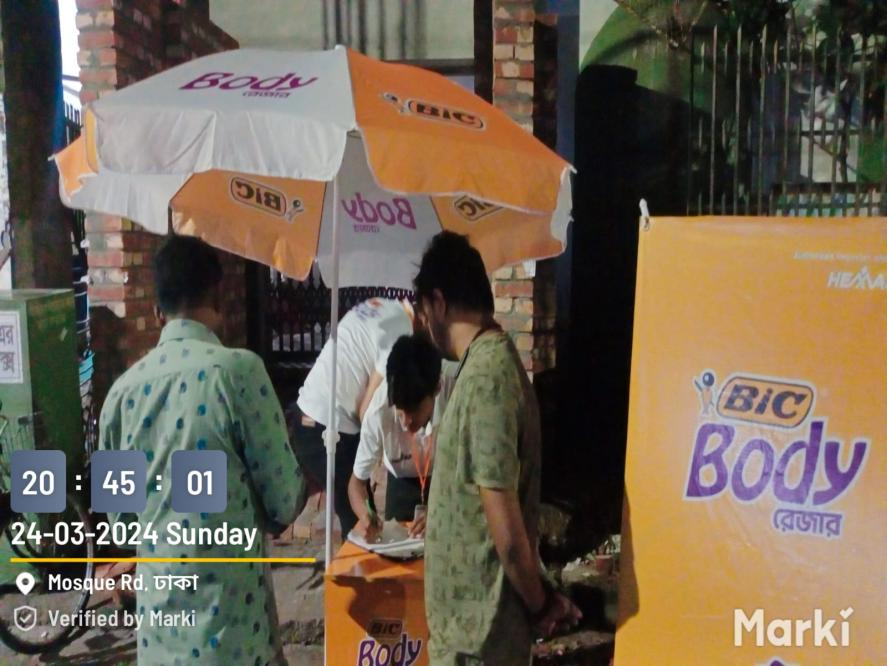 Body
রেজার
BiC
BiC
Body
রেজার
BiC
HEMA
BiC
Body
রেজার
BiC
Body
20 : 45 : 01
24-03-2024 Sunday
Mosque Rd, ঢাকা
Verified by Marki
Marki